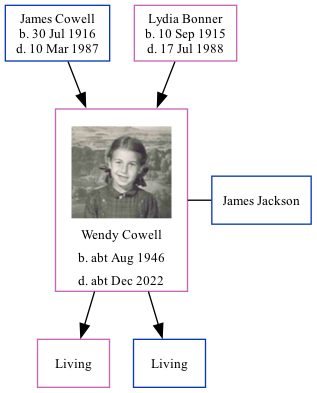 James Cowell
b. 30 Jul 1916
d. 10 Mar 1987
Lydia Bonner
b. 10 Sep 1915
d. 17 Jul 1988
Wendy Cowell
b. abt Aug 1946
d. abt Dec 2022
James Jackson
Living
Living